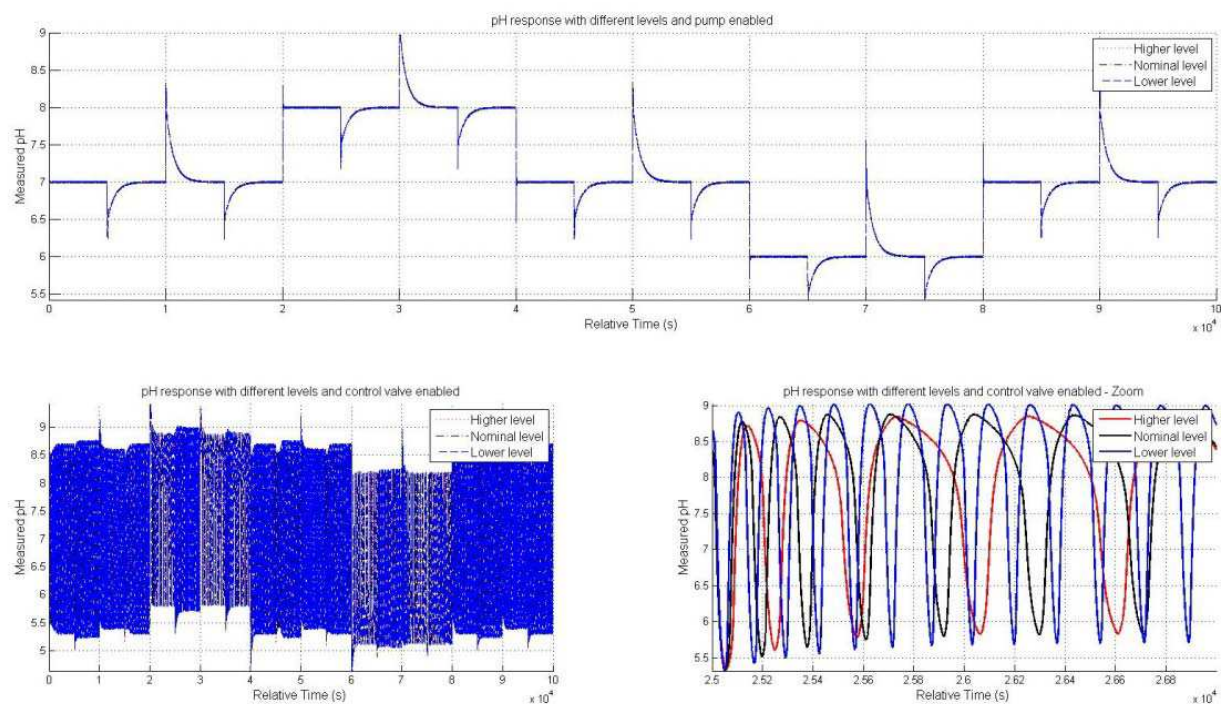 pH response with different levels and pump enabled
9
8.5
8
7.5
7
6.5
6
5.5
Measured pH
Higher level
Nominal level
Lower level
0 1 2 3 4 5 6 7 8 9 10
Relative Time (s)
x 10^4
pH response with different levels and control valve enabled
9
8.5
8
7.5
7
6.5
6
5.5
5
Measured pH
Higher level
Nominal level
Lower level
0 1 2 3 4 5 6 7 8 9 10
Relative Time (s)
x 10^4
pH response with different levels and control valve enabled - Zoom
9
8.5
8
7.5
7
6.5
6
5.5
Measured pH
Higher level
Nominal level
Lower level
2.5 2.52 2.54 2.56 2.58 2.6 2.62 2.64 2.66 2.68
Relative Time (s)
x 10^4